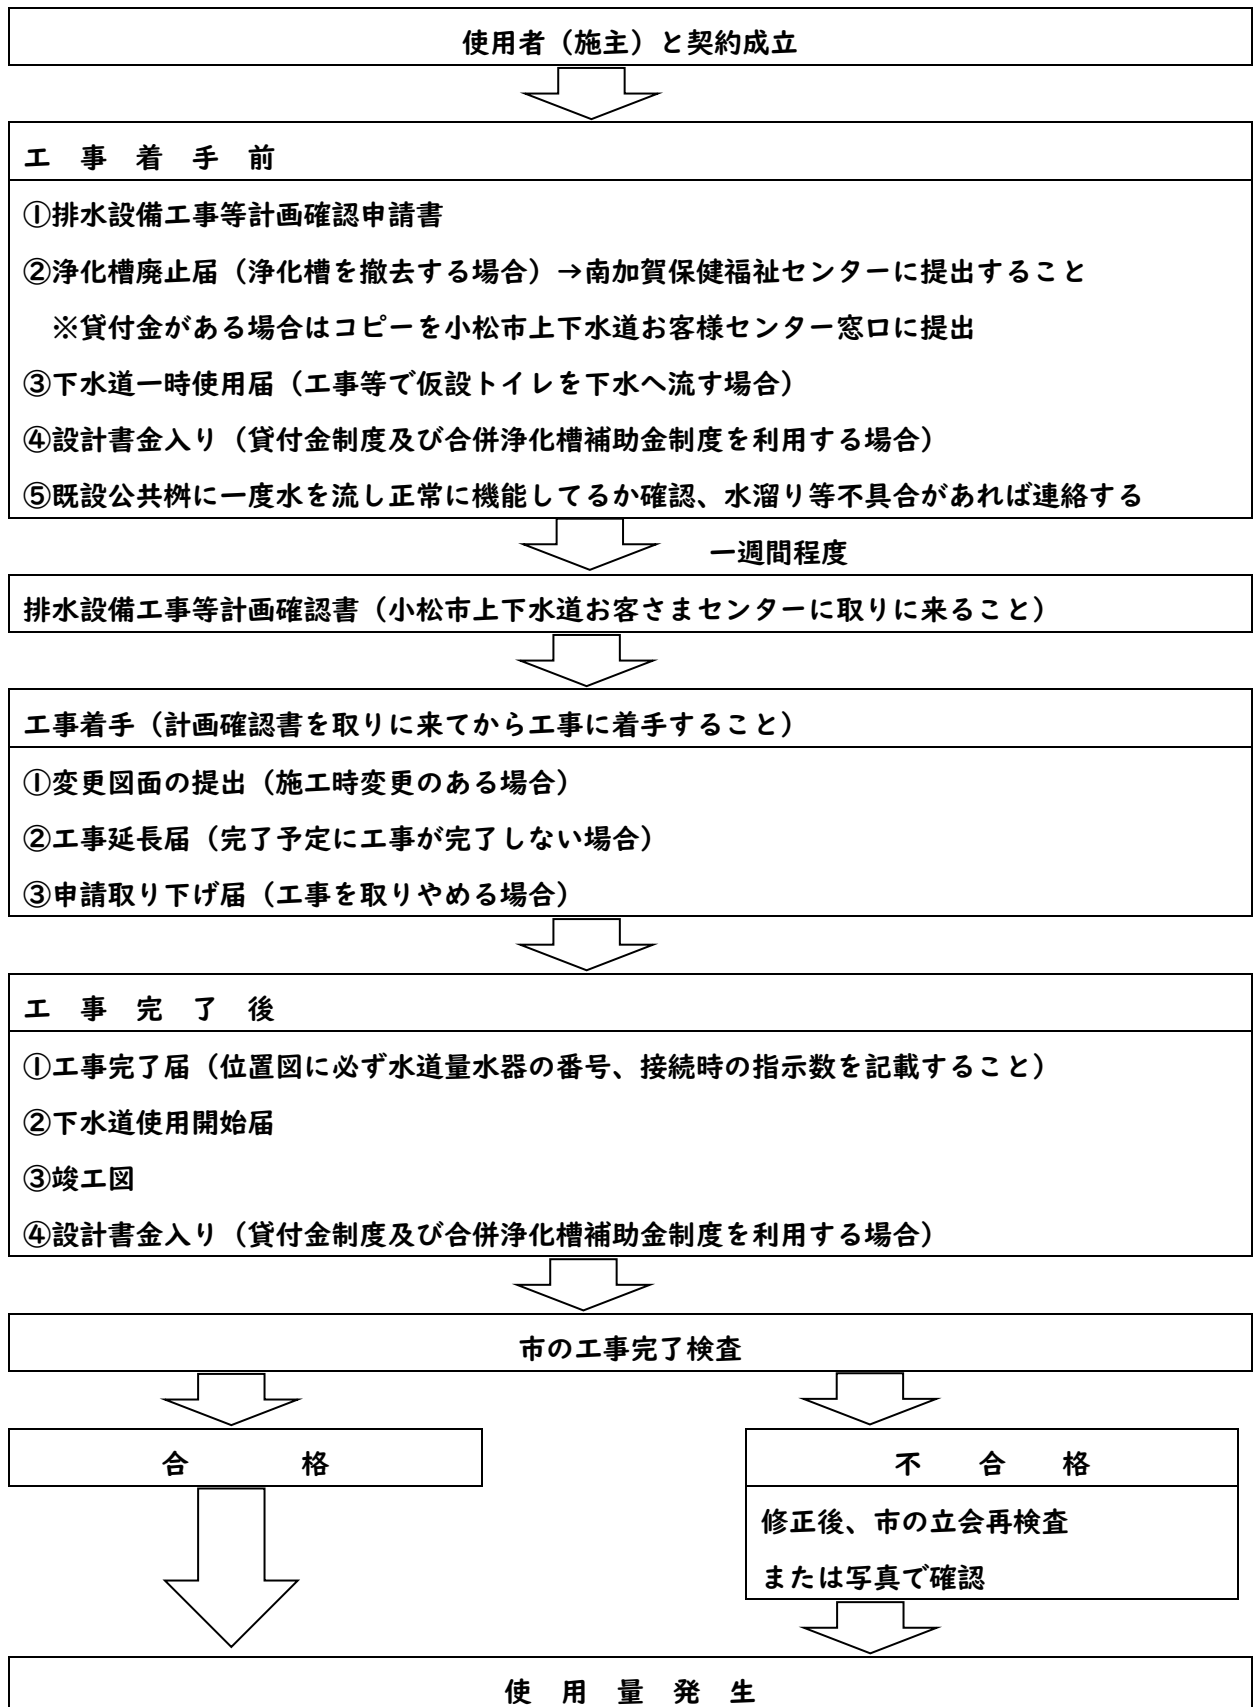 使用者（施主）と契約成立
工　事　着　手　前
①排水設備工事等計画確認申請書
②浄化槽廃止届（浄化槽を撤去する場合）→南加賀保健福祉センターに提出すること
※貸付金がある場合はコピーを小松市上下水道お客様センター窓口に提出
③下水道一時使用届（工事等で仮設トイレを下水へ流す場合）
④設計書金入り（貸付金制度及び合併浄化槽補助金制度を利用する場合）
⑤既設公共桝に一度水を流し正常に機能してるか確認、水溜り等不具合があれば連絡する
一週間程度
排水設備工事等計画確認書（小松市上下水道お客さまセンターに取りに来ること）
工事着手（計画確認書を取りに来てから工事に着手すること）
①変更図面の提出（施工時変更のある場合）
②工事延長届（完了予定に工事が完了しない場合）
③申請取り下げ届（工事を取りやめる場合）
工　事　完　了　後
①工事完了届（位置図に必ず水道量水器の番号、接続時の指示数を記載すること）
②下水道使用開始届
③竣工図
④設計書金入り（貸付金制度及び合併浄化槽補助金制度を利用する場合）
市の工事完了検査
合　　　　格
不　　合　　格
修正後、市の立会再検査
または写真で確認
使　用　量　発　生